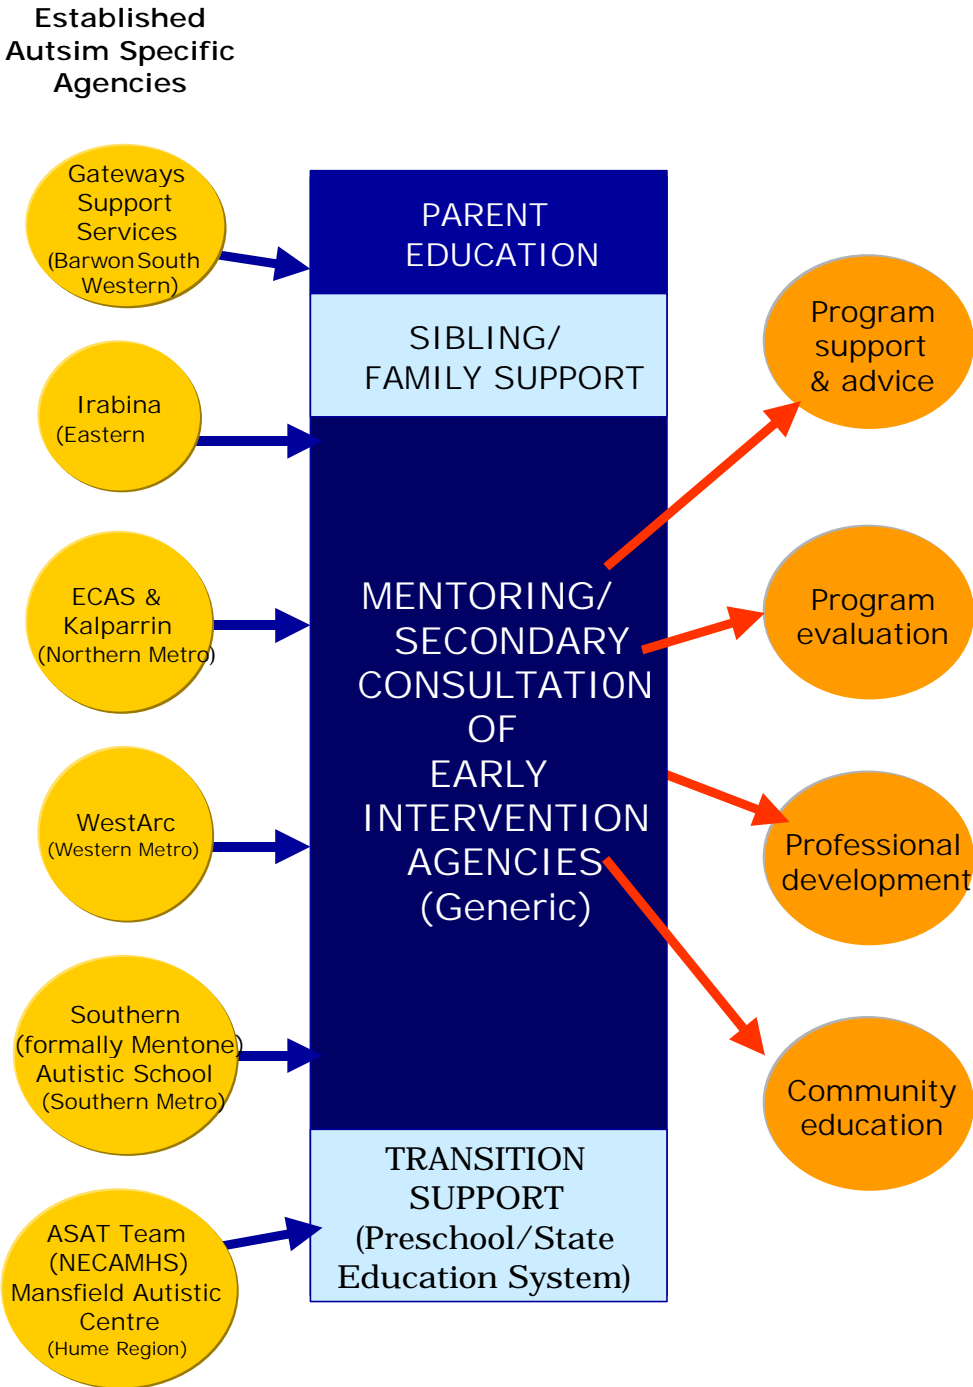 Established
Autsim Specific
Agencies
Gateways
Support
Services
(Barwon South
Western)
Irabina
(Eastern
ECAS &
Kalparrin
(Northern Metro)
WestArc
(Western Metro)
Southern
(formally Mentone)
Autistic School
(Southern Metro)
ASAT Team
(NECAMHS)
Mansfield Autistic
Centre
(Hume Region)
PARENT
EDUCATION
SIBLING/
FAMILY SUPPORT
MENTORING/
SECONDARY
CONSULTATI0N
OF
EARLY
INTERVENTION
AGENCIES
(Generic)
TRANSITION
SUPPORT
(Preschool/State
Education System)
Program
support
& advice
Program
evaluation
Professional
development
Community
education